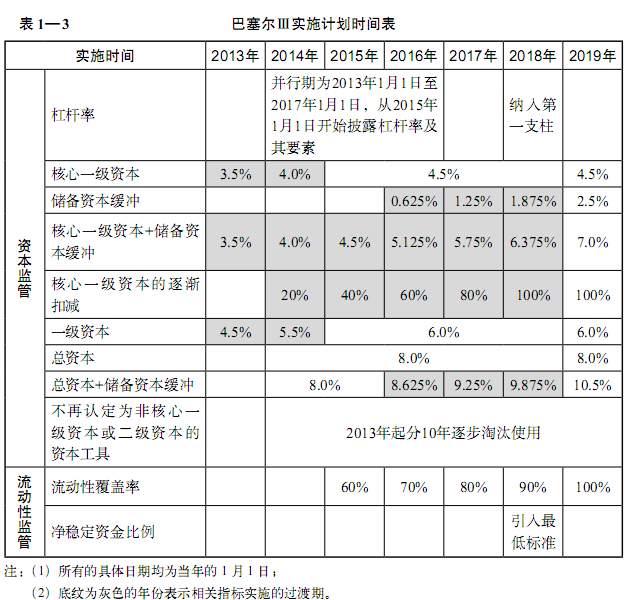 表 1—3 巴塞尔Ⅲ实施计划时间表
实施时间 2013年 2014年 2015年 2016年 2017年 2018年 2019年
资本监管
杠杆率 并行期为2013年1月1日至2017年1月1日，从2015年1月1日开始披露杠杆率及其要素 纳入第一支柱
核心一级资本 3.5% 4.0% 4.5% 4.5%
储备资本缓冲 0.625% 1.25% 1.875% 2.5%
核心一级资本+储备资本缓冲 3.5% 4.0% 4.5% 5.125% 5.75% 6.375% 7.0%
核心一级资本的逐渐扣减 20% 40% 60% 80% 100% 100%
一级资本 4.5% 5.5% 6.0% 6.0%
总资本 8.0% 8.0%
总资本+储备资本缓冲 8.0% 8.625% 9.25% 9.875% 10.5%
不再认定为非核心一级资本或二级资本的资本工具 2013年起分10年逐步淘汰使用
流动性监管
流动性覆盖率 60% 70% 80% 90% 100%
净稳定资金比例 引入最低标准
注：（1）所有的具体日期均为当年的 1 月 1 日；
（2）底纹为灰色的年份表示相关指标实施的过渡期。